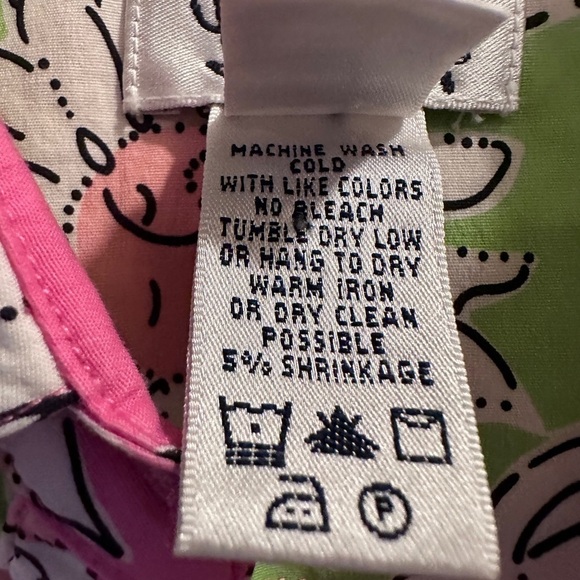 MACHINE WASH
COLD
WITH LIKE COLORS
NO BLEACH
TUMBLE DRY LOW
OR HANG TO DRY
WARM IRON
OR DRY CLEAN
POSSIBLE
5% SHRINKAGE
P